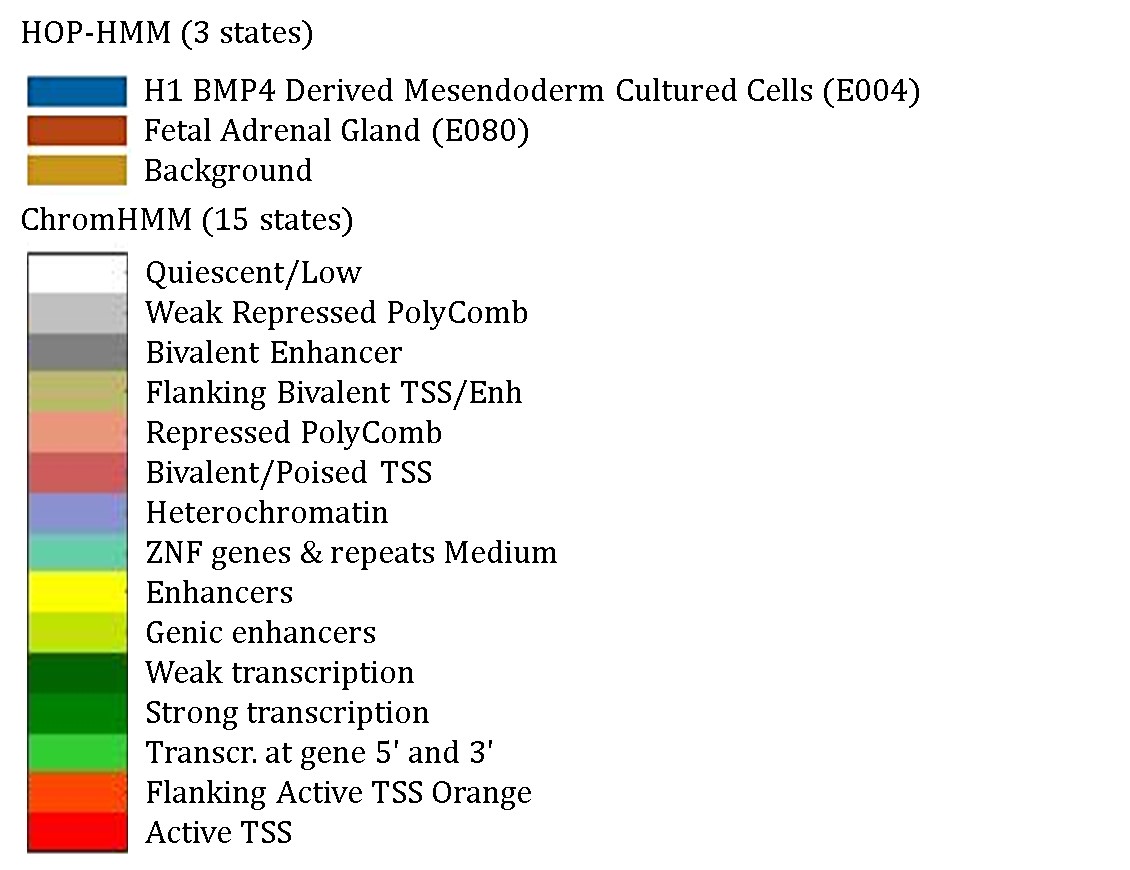 HOP-HMM (3 states)
H1 BMP4 Derived Mesendoderm Cultured Cells (E004)
Fetal Adrenal Gland (E080)
Background
ChromHMM (15 states)
Quiescent/Low
Weak Repressed PolyComb
Bivalent Enhancer
Flanking Bivalent TSS/Enh
Repressed PolyComb
Bivalent/Poised TSS
Heterochromatin
ZNF genes & repeats Medium
Enhancers
Genic enhancers
Weak transcription
Strong transcription
Transcr. at gene 5' and 3'
Flanking Active TSS Orange
Active TSS